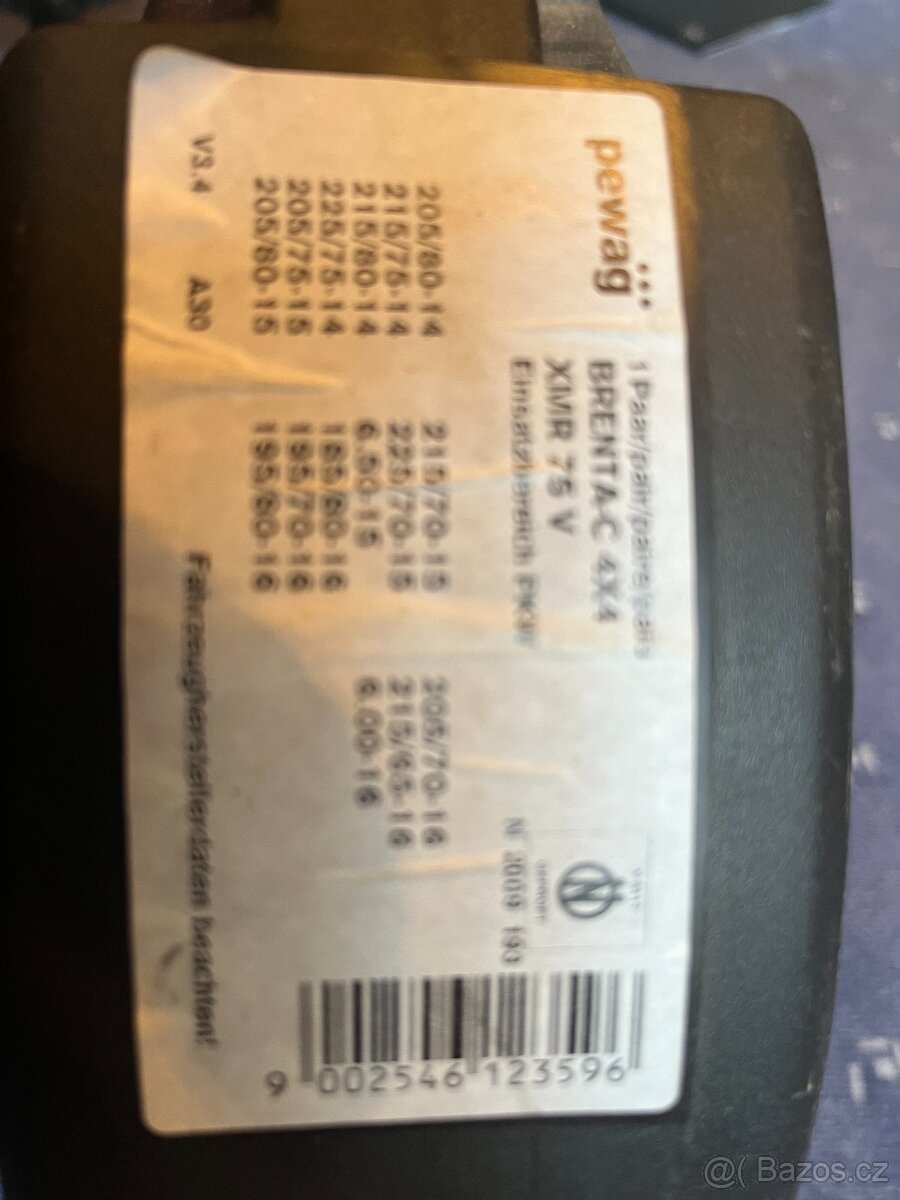 pewag
1 Paar/pair/paire/
BRENTA-C 4X4
XMR 75 V
Einsatzbereich PKW
ÖNORM
N 2009 193
205/80-14
215/75-14
215/80-14
225/75-14
205/75-15
205/80-15
215/70-15
225/70-15
6.50-15
185/80-16
195/70-16
195/80-16
205/70-16
215/65-16
6.00-16
V3.4 A30
Fahrzeugherstellerdaten beachten!
9 002546 123596
@( Bazos.cz